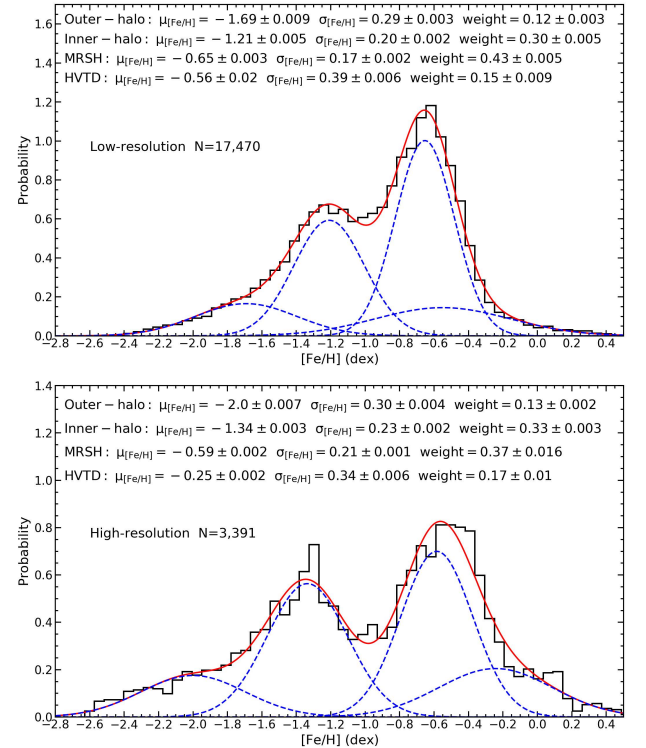 Outer − halo : μ[Fe/H] = − 1.69 ± 0.009 σ[Fe/H] = 0.29 ± 0.003 weight = 0.12 ± 0.003
Inner − halo : μ[Fe/H] = − 1.21 ± 0.005 σ[Fe/H] = 0.20 ± 0.002 weight = 0.30 ± 0.005
MRSH : μ[Fe/H] = − 0.65 ± 0.003 σ[Fe/H] = 0.17 ± 0.002 weight = 0.43 ± 0.005
HVTD : μ[Fe/H] = − 0.56 ± 0.02 σ[Fe/H] = 0.39 ± 0.006 weight = 0.15 ± 0.009
Low-resolution N=17,470
Probability
1.6
1.4
1.2
1.0
0.8
0.6
0.4
0.2
0.0
−2.8 −2.6 −2.4 −2.2 −2.0 −1.8 −1.6 −1.4 −1.2 −1.0 −0.8 −0.6 −0.4 −0.2 0.0 0.2 0.4
[Fe/H] (dex)
Outer − halo : μ[Fe/H] = − 2.0 ± 0.007 σ[Fe/H] = 0.30 ± 0.004 weight = 0.13 ± 0.002
Inner − halo : μ[Fe/H] = − 1.34 ± 0.003 σ[Fe/H] = 0.23 ± 0.002 weight = 0.33 ± 0.003
MRSH : μ[Fe/H] = − 0.59 ± 0.002 σ[Fe/H] = 0.21 ± 0.001 weight = 0.37 ± 0.016
HVTD : μ[Fe/H] = − 0.25 ± 0.002 σ[Fe/H] = 0.34 ± 0.006 weight = 0.17 ± 0.01
High-resolution N=3,391
Probability
1.4
1.2
1.0
0.8
0.6
0.4
0.2
0.0
−2.8 −2.6 −2.4 −2.2 −2.0 −1.8 −1.6 −1.4 −1.2 −1.0 −0.8 −0.6 −0.4 −0.2 0.0 0.2 0.4
[Fe/H] (dex)